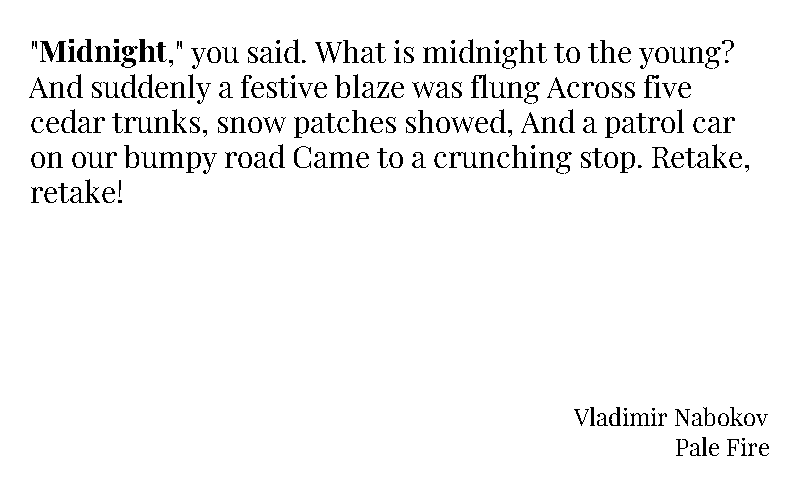 "Midnight," you said. What is midnight to the young?
And suddenly a festive blaze was flung Across five
cedar trunks, snow patches showed, And a patrol car
on our bumpy road Came to a crunching stop. Retake,
retake!
Vladimir Nabokov
Pale Fire